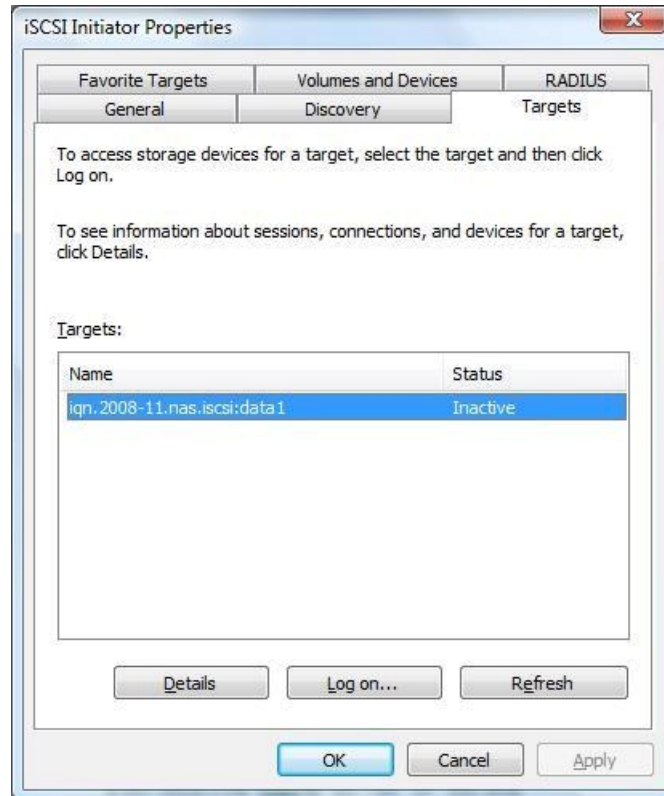 iSCSI Initiator Properties
Favorite Targets Volumes and Devices RADIUS
General Discovery Targets
To access storage devices for a target, select the target and then click
Log on.
To see information about sessions, connections, and devices for a target,
click Details.
Targets:
Name Status
iqn.2008-11.nas.iscsi:data1 Inactive
Details Log on... Refresh
OK Cancel Apply